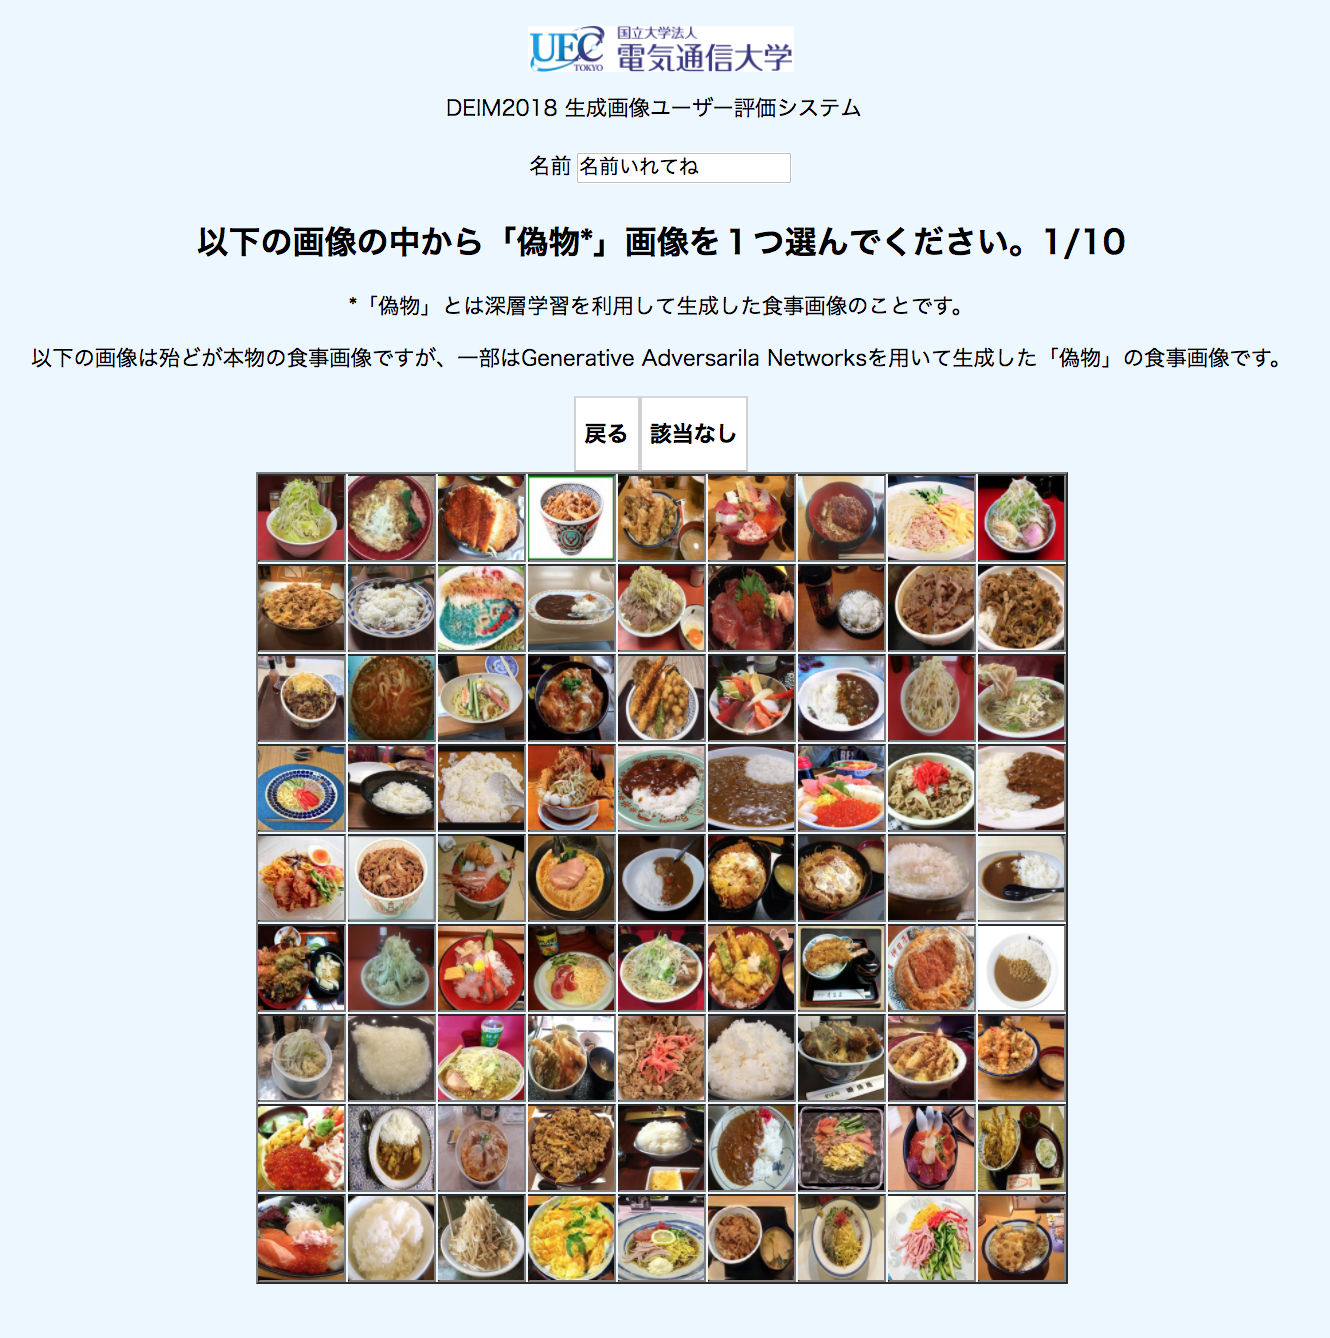 UEC
TOKYO
国立大学法人
電気通信大学
DEIM2018 生成画像ユーザー評価システム
名前 名前いれてね
以下の画像の中から「偽物*」画像を１つ選んでください。1/10
*「偽物」とは深層学習を利用して生成した食事画像のことです。
以下の画像は殆どが本物の食事画像ですが、一部はGenerative Adversarila Networksを用いて生成した「偽物」の食事画像です。
戻る 該当なし